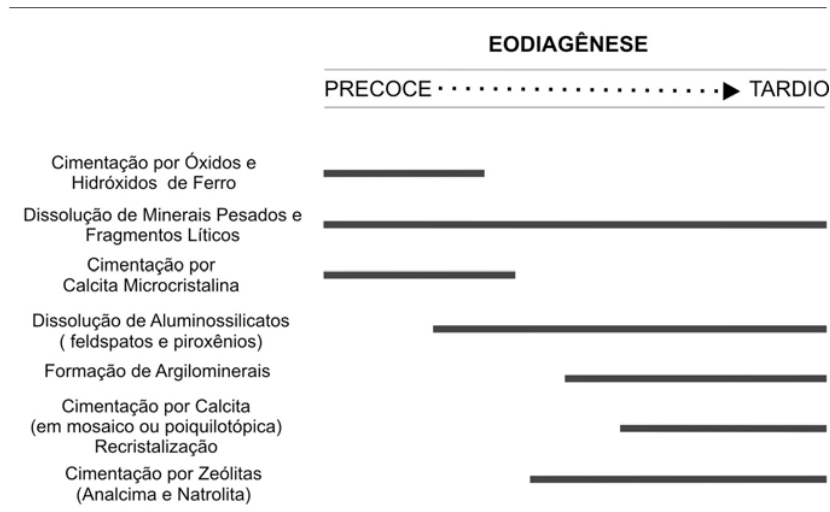 EODIAGÊNESE
PRECOCE TARDIO
Cimentação por Óxidos e
Hidróxidos de Ferro
Dissolução de Minerais Pesados e
Fragmentos Líticos
Cimentação por
Calcita Microcristalina
Dissolução de Aluminossilicatos
( feldspatos e piroxênios)
Formação de Argilominerais
Cimentação por Calcita
(em mosaico ou poiquilotópica)
Recristalização
Cimentação por Zeólitas
(Analcima e Natrolita)